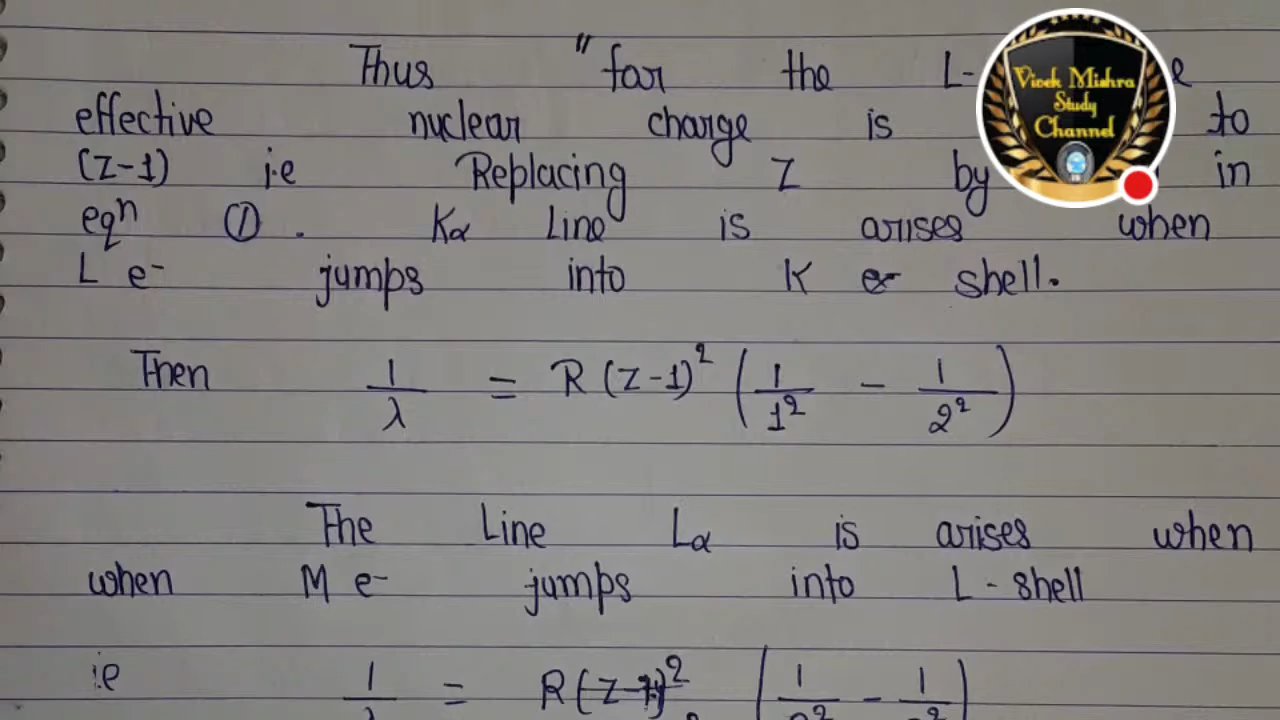 Thus "for the L-
effective nuclear charge is to
(Z-1) i.e Replacing Z by in
eqⁿ ① . Kα Line is arises when
L e- jumps into K shell.
Then 1/λ = R(Z-1)² (1/1² - 1/2²)
The Line Lα is arises when
when M e- jumps into L-shell
i.e 1/λ = R
Vivek Mishra
Study
Channel